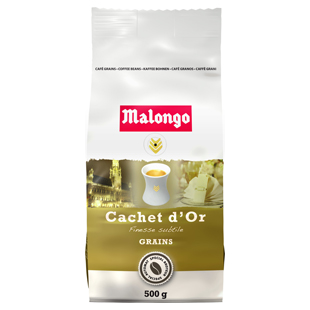 CAFÉ GRAINS • COFFEE BEANS • KAFFEE BOHNEN • CAFÉ GRANOS • CAFFÈ GRANI
Malongo
Cachet d'Or
Finesse subtile
GRAINS
500 g